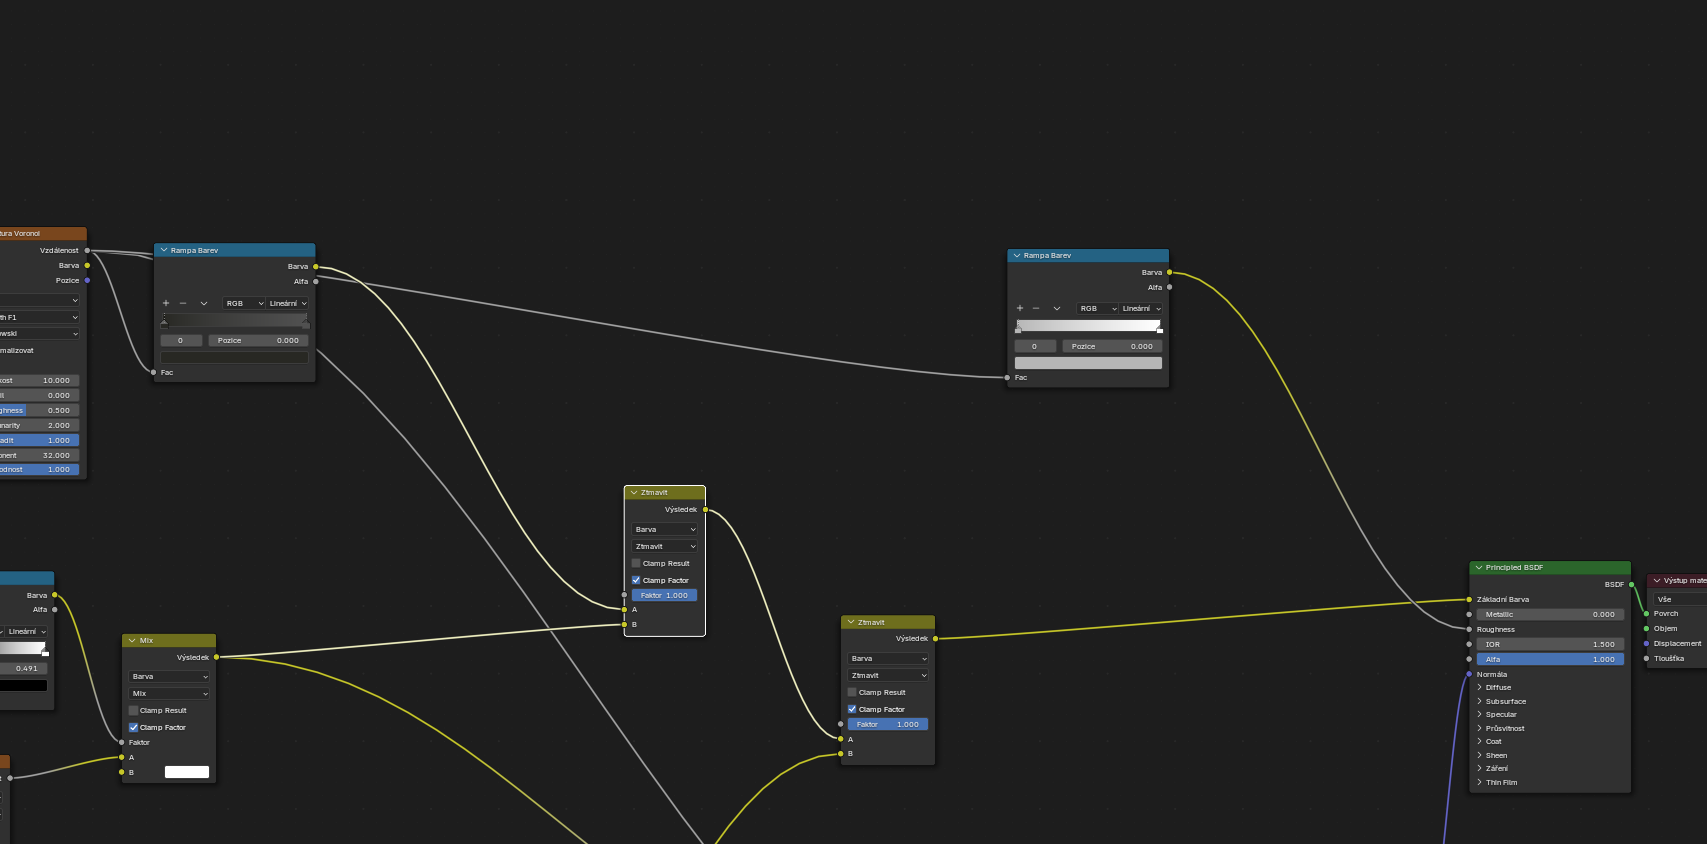 tura Voronoi
Vzdálenost
Barva
Pozice
th F1
wski
malizovat
kost 10.000
0.000
ghness 0.500
unarity 2.000
adit 1.000
onent 32.000
odnost 1.000
Rampa Barev
Barva
Alfa
RGB Lineární
0 Pozice 0.000
Fac
Rampa Barev
Barva
Alfa
RGB Lineární
0 Pozice 0.000
Fac
Barva
Alfa
Lineární
0.491
Mix
Výsledek
Barva
Mix
Clamp Result
Clamp Factor
Faktor
A
B
Ztmavit
Výsledek
Barva
Ztmavit
Clamp Result
Clamp Factor
Faktor 1.000
A
B
Ztmavit
Výsledek
Barva
Ztmavit
Clamp Result
Clamp Factor
Faktor 1.000
A
B
Principled BSDF
BSDF
Základní Barva
Metallic 0.000
Roughness
IOR 1.500
Alfa 1.000
Normála
Diffuse
Subsurface
Specular
Průsvitnost
Coat
Sheen
Záření
Thin Film
Výstup mate
Vše
Povrch
Objem
Displacement
Tloušťka